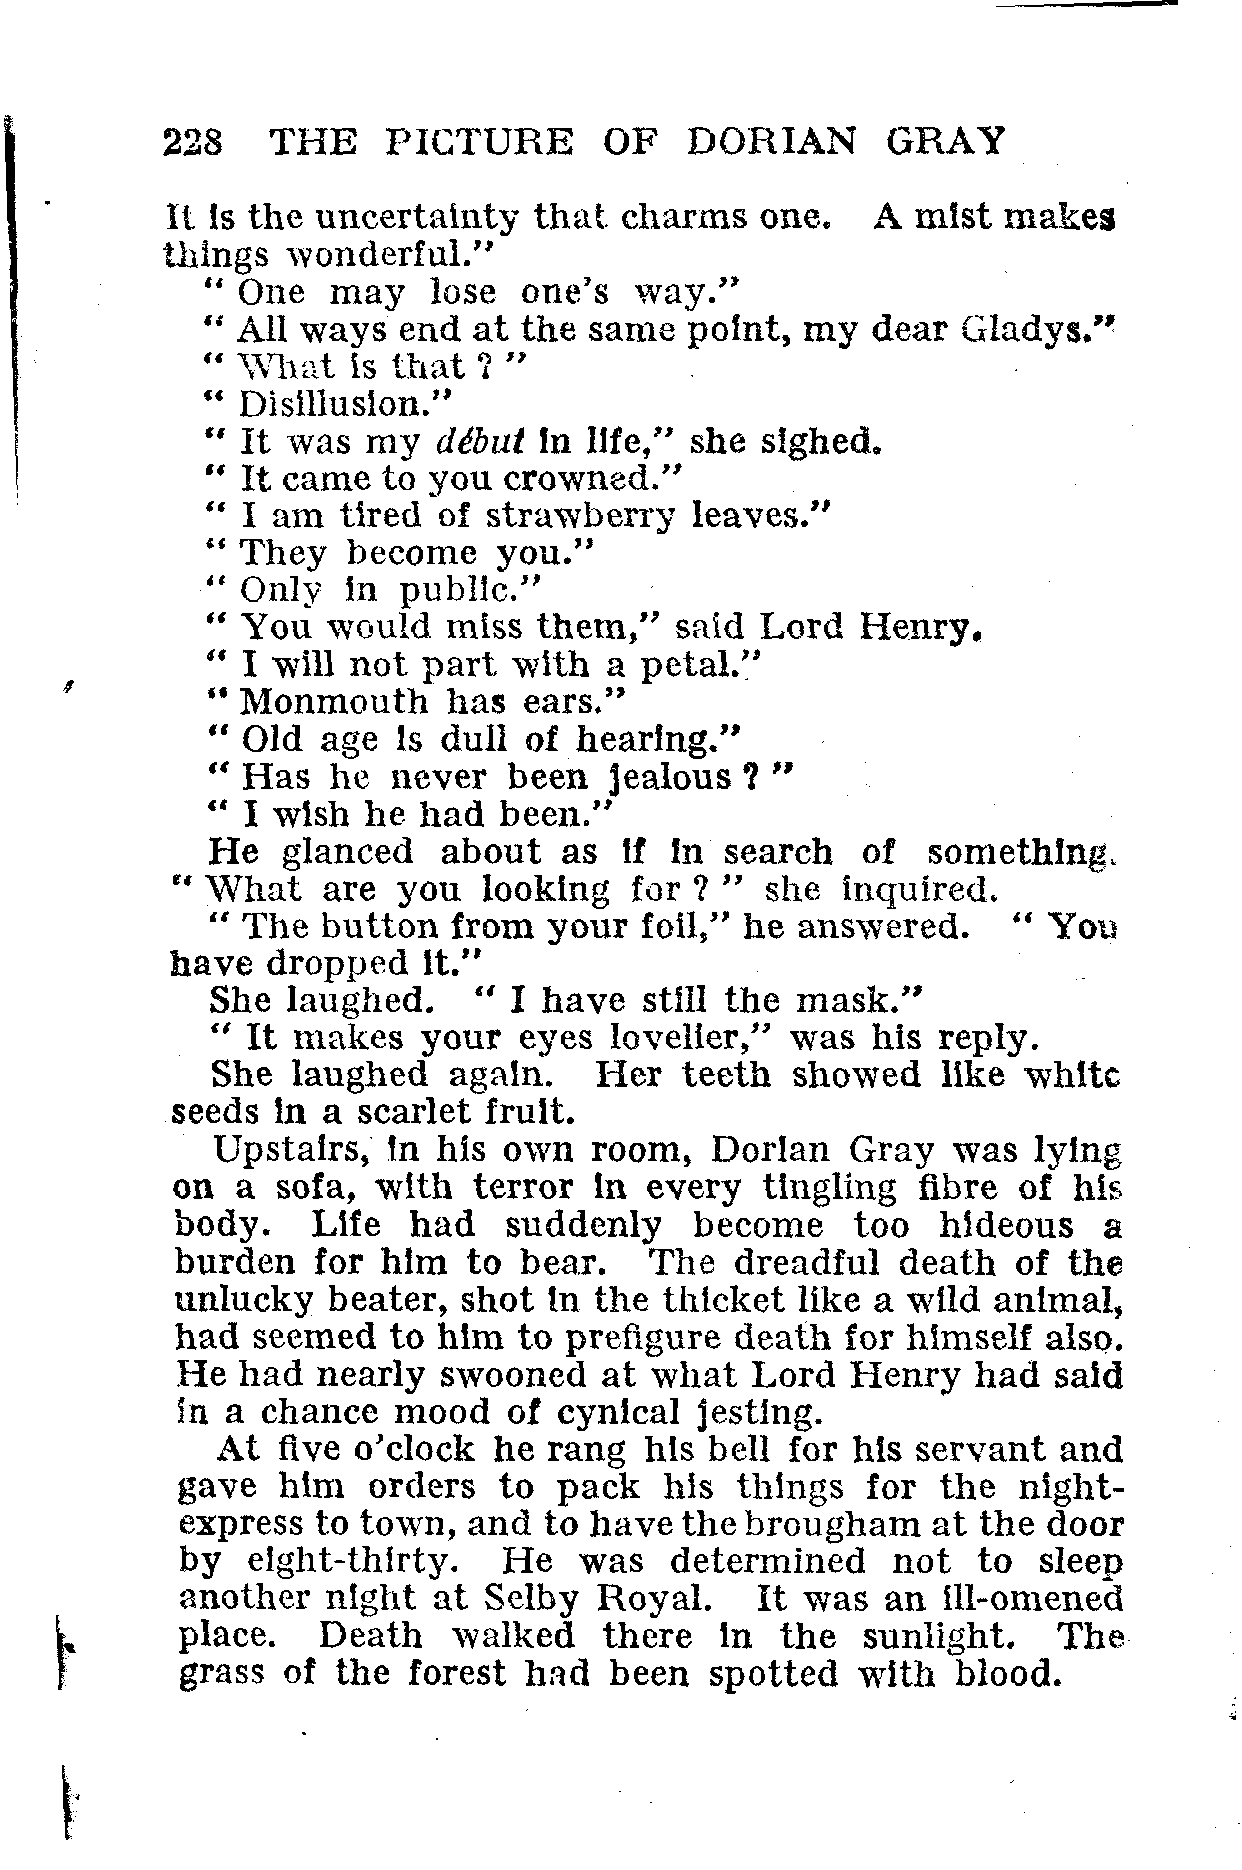 228 THE PICTURE OF DORIAN GRAY
It is the uncertainty that charms one. A mist makes
things wonderful."
" One may lose one's way."
" All ways end at the same point, my dear Gladys."
" What is that ? "
" Disillusion."
" It was my début in life," she sighed.
" It came to you crowned."
" I am tired of strawberry leaves."
" They become you."
" Only in public."
" You would miss them," said Lord Henry.
" I will not part with a petal."
" Monmouth has ears."
" Old age is dull of hearing."
" Has he never been jealous ? "
" I wish he had been."
He glanced about as if in search of something.
" What are you looking for ? " she inquired.
" The button from your foil," he answered. " You
have dropped it."
She laughed. " I have still the mask."
" It makes your eyes lovelier," was his reply.
She laughed again. Her teeth showed like white
seeds in a scarlet fruit.
Upstairs, in his own room, Dorian Gray was lying
on a sofa, with terror in every tingling fibre of his
body. Life had suddenly become too hideous a
burden for him to bear. The dreadful death of the
unlucky beater, shot in the thicket like a wild animal,
had seemed to him to prefigure death for himself also.
He had nearly swooned at what Lord Henry had said
in a chance mood of cynical jesting.
At five o'clock he rang his bell for his servant and
gave him orders to pack his things for the night-
express to town, and to have the brougham at the door
by eight-thirty. He was determined not to sleep
another night at Selby Royal. It was an ill-omened
place. Death walked there in the sunlight. The
grass of the forest had been spotted with blood.